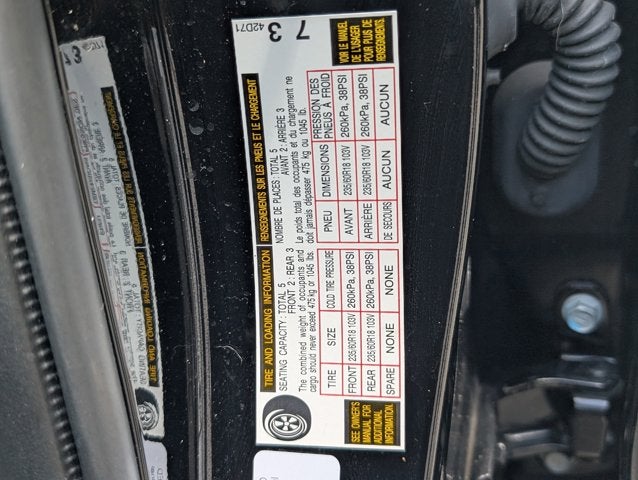 TIRE AND LOADING INFORMATION
SEATING CAPACITY : TOTAL 5
FRONT 2 : REAR 3
The combined weight of occupants and
cargo should never exceed 475 kg or 1045 lbs.
TIRE SIZE COLD TIRE PRESSURE
FRONT 235/60R18 103V 260kPa, 38PSI
REAR 235/60R18 103V 260kPa, 38PSI
SPARE NONE NONE
SEE OWNER'S
MANUAL FOR
ADDITIONAL
INFORMATION.
RENSEIGNEMENTS SUR LES PNEUS ET LE CHARGEMENT
NOMBRE DE PLACES : TOTAL 5
AVANT 2 : ARRIÈRE 3
Le poids total des occupants et du chargement ne
doit jamais dépasser 475 kg ou 1045 lb.
PNEU DIMENSIONS PRESSION DES
PNEUS À FROID
AVANT 235/60R18 103V 260kPa, 38PSI
ARRIÈRE 235/60R18 103V 260kPa, 38PSI
DE SECOURS AUCUN AUCUN
VOIR LE MANUEL
DE L'USAGER
POUR PLUS DE
RENSEIGNEMENTS.
7 3
42D71